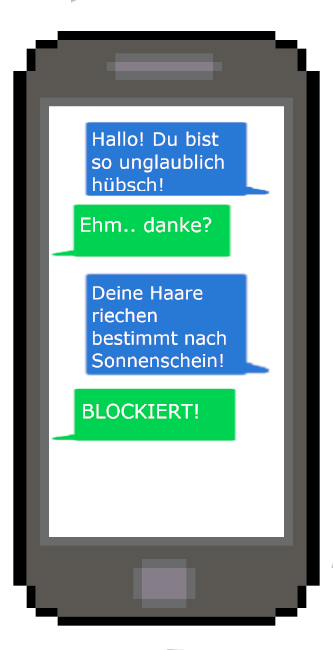 Hallo! Du bist
so unglaublich
hübsch!
Ehm.. danke?
Deine Haare
riechen
bestimmt nach
Sonnenschein!
BLOCKIERT!